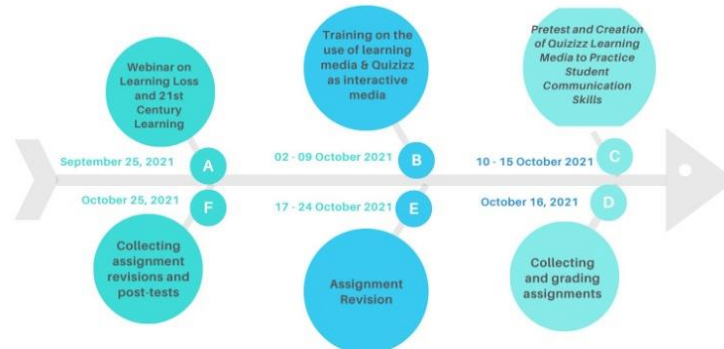 Webinar on
Learning Loss
and 21st
Century
Learning
September 25, 2021
A
Training on the
use of learning
media & Quizizz
as interactive
media
02 - 09 October 2021
B
Pretest and Creation
of Quizizz Learning
Media to Practice
Student
Communication
Skills
10 - 15 October 2021
C
October 16, 2021
D
Collecting
and grading
assignments
17 - 24 October 2021
E
Assignment
Revision
October 25, 2021
F
Collecting
assignment
revisions and
post-tests